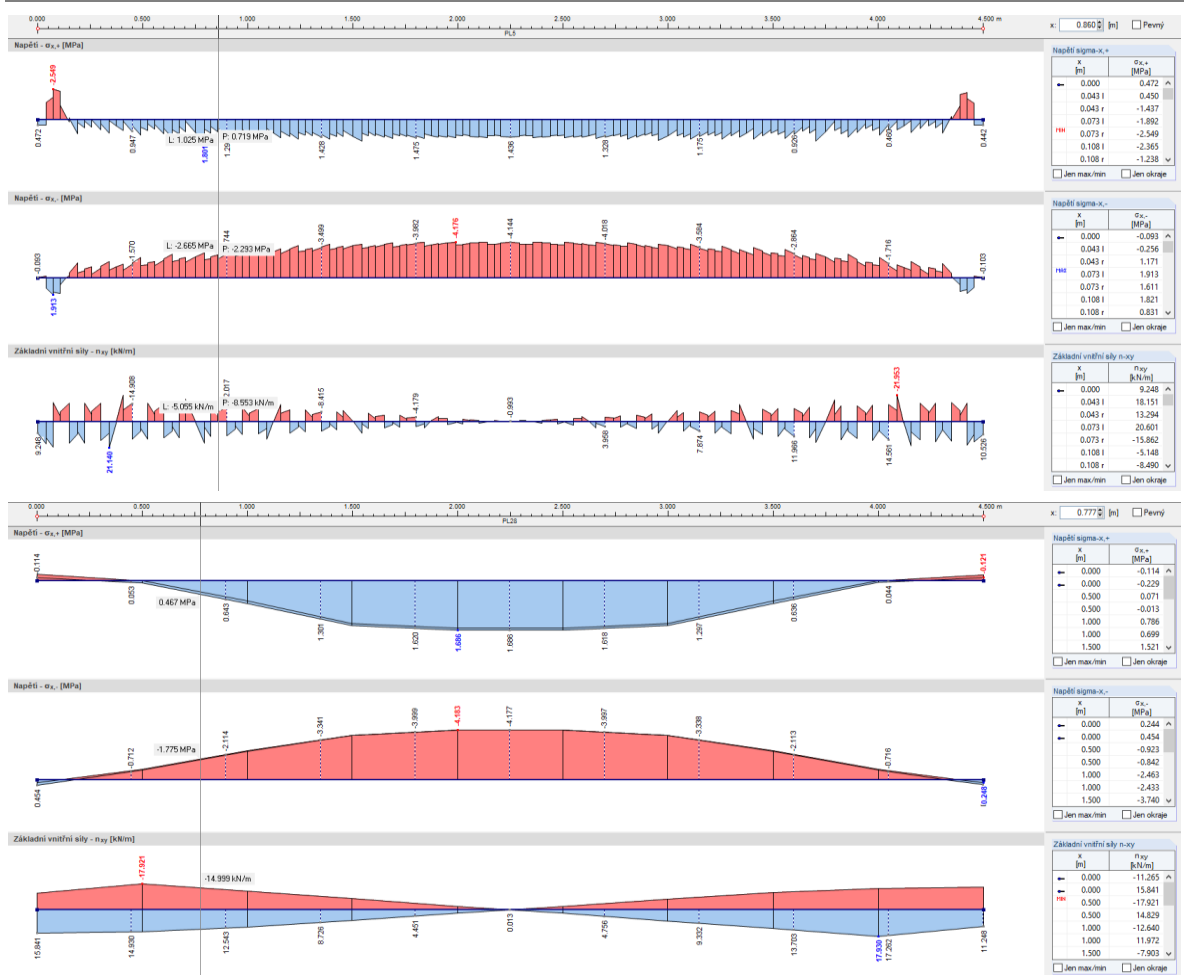 0.000 0.500 1.000 1.500 2.000 2.500 3.000 3.500 4.000 4.500 m
PL5
x: 0.860 [m] Pevný
Napětí - σx,+ [MPa]
-2.549
0.472 0.947 1.801 1.428 1.475 1.436 1.328 1.175 0.926 0.442
L: 1.025 MPa P: 0.719 MPa
Napětí sigma-x,+
x [m] σx,+ [MPa]
0.000 0.472
0.043 l 0.450
0.043 r -1.437
0.073 l -1.892
MIN 0.073 r -2.549
0.108 l -2.365
0.108 r -1.238
Jen max/min Jen okraje
Napětí - σx,- [MPa]
-0.093 1.913 -1.570 -3.499 -3.982 -4.176 -4.144 -4.018 -3.584 -2.864 -1.716 -0.103
L: -2.665 MPa P: -2.293 MPa
Napětí sigma-x,-
x [m] σx,- [MPa]
0.000 -0.093
0.043 l -0.256
0.043 r 1.171
MAX 0.073 l 1.913
0.073 r 1.611
0.108 l 1.821
0.108 r 0.831
Jen max/min Jen okraje
Základní vnitřní síly - nxy [kN/m]
9.248 21.140 -14.908 -8.415 -4.179 -0.993 3.958 7.874 11.966 14.561 -21.953 10.526
L: -5.055 kN/m P: -8.553 kN/m
Základní vnitřní síly n-xy
x [m] nxy [kN/m]
0.000 9.248
0.043 l 18.151
0.043 r 13.294
0.073 l 20.601
0.073 r -15.862
0.108 l -5.148
0.108 r -8.490
Jen max/min Jen okraje
0.000 0.500 1.000 1.500 2.000 2.500 3.000 3.500 4.000 4.500 m
PL28
x: 0.777 [m] Pevný
Napětí - σx,+ [MPa]
-0.114 0.053 0.643 1.301 1.620 1.686 1.686 1.618 1.297 0.636 0.044 -0.121
0.467 MPa
Napětí sigma-x,+
x [m] σx,+ [MPa]
0.000 -0.114
0.000 -0.229
0.500 0.071
0.500 -0.013
1.000 0.786
1.000 0.699
1.500 1.521
Jen max/min Jen okraje
Napětí - σx,- [MPa]
0.454 -0.712 -2.114 -3.341 -3.999 -4.183 -4.177 -3.997 -3.338 -2.113 -0.716 0.248
-1.775 MPa
Napětí sigma-x,-
x [m] σx,- [MPa]
0.000 0.244
0.000 0.454
0.500 -0.923
0.500 -0.842
1.000 -2.463
1.000 -2.433
1.500 -3.740
Jen max/min Jen okraje
Základní vnitřní síly - nxy [kN/m]
15.841 14.930 -17.921 12.543 8.726 4.451 0.013 4.756 9.332 13.703 17.930 17.262 11.248
-14.999 kN/m
Základní vnitřní síly n-xy
x [m] nxy [kN/m]
0.000 -11.265
0.000 15.841
MIN 0.500 -17.921
0.500 14.829
1.000 -12.640
1.000 11.972
1.500 -7.903
Jen max/min Jen okraje